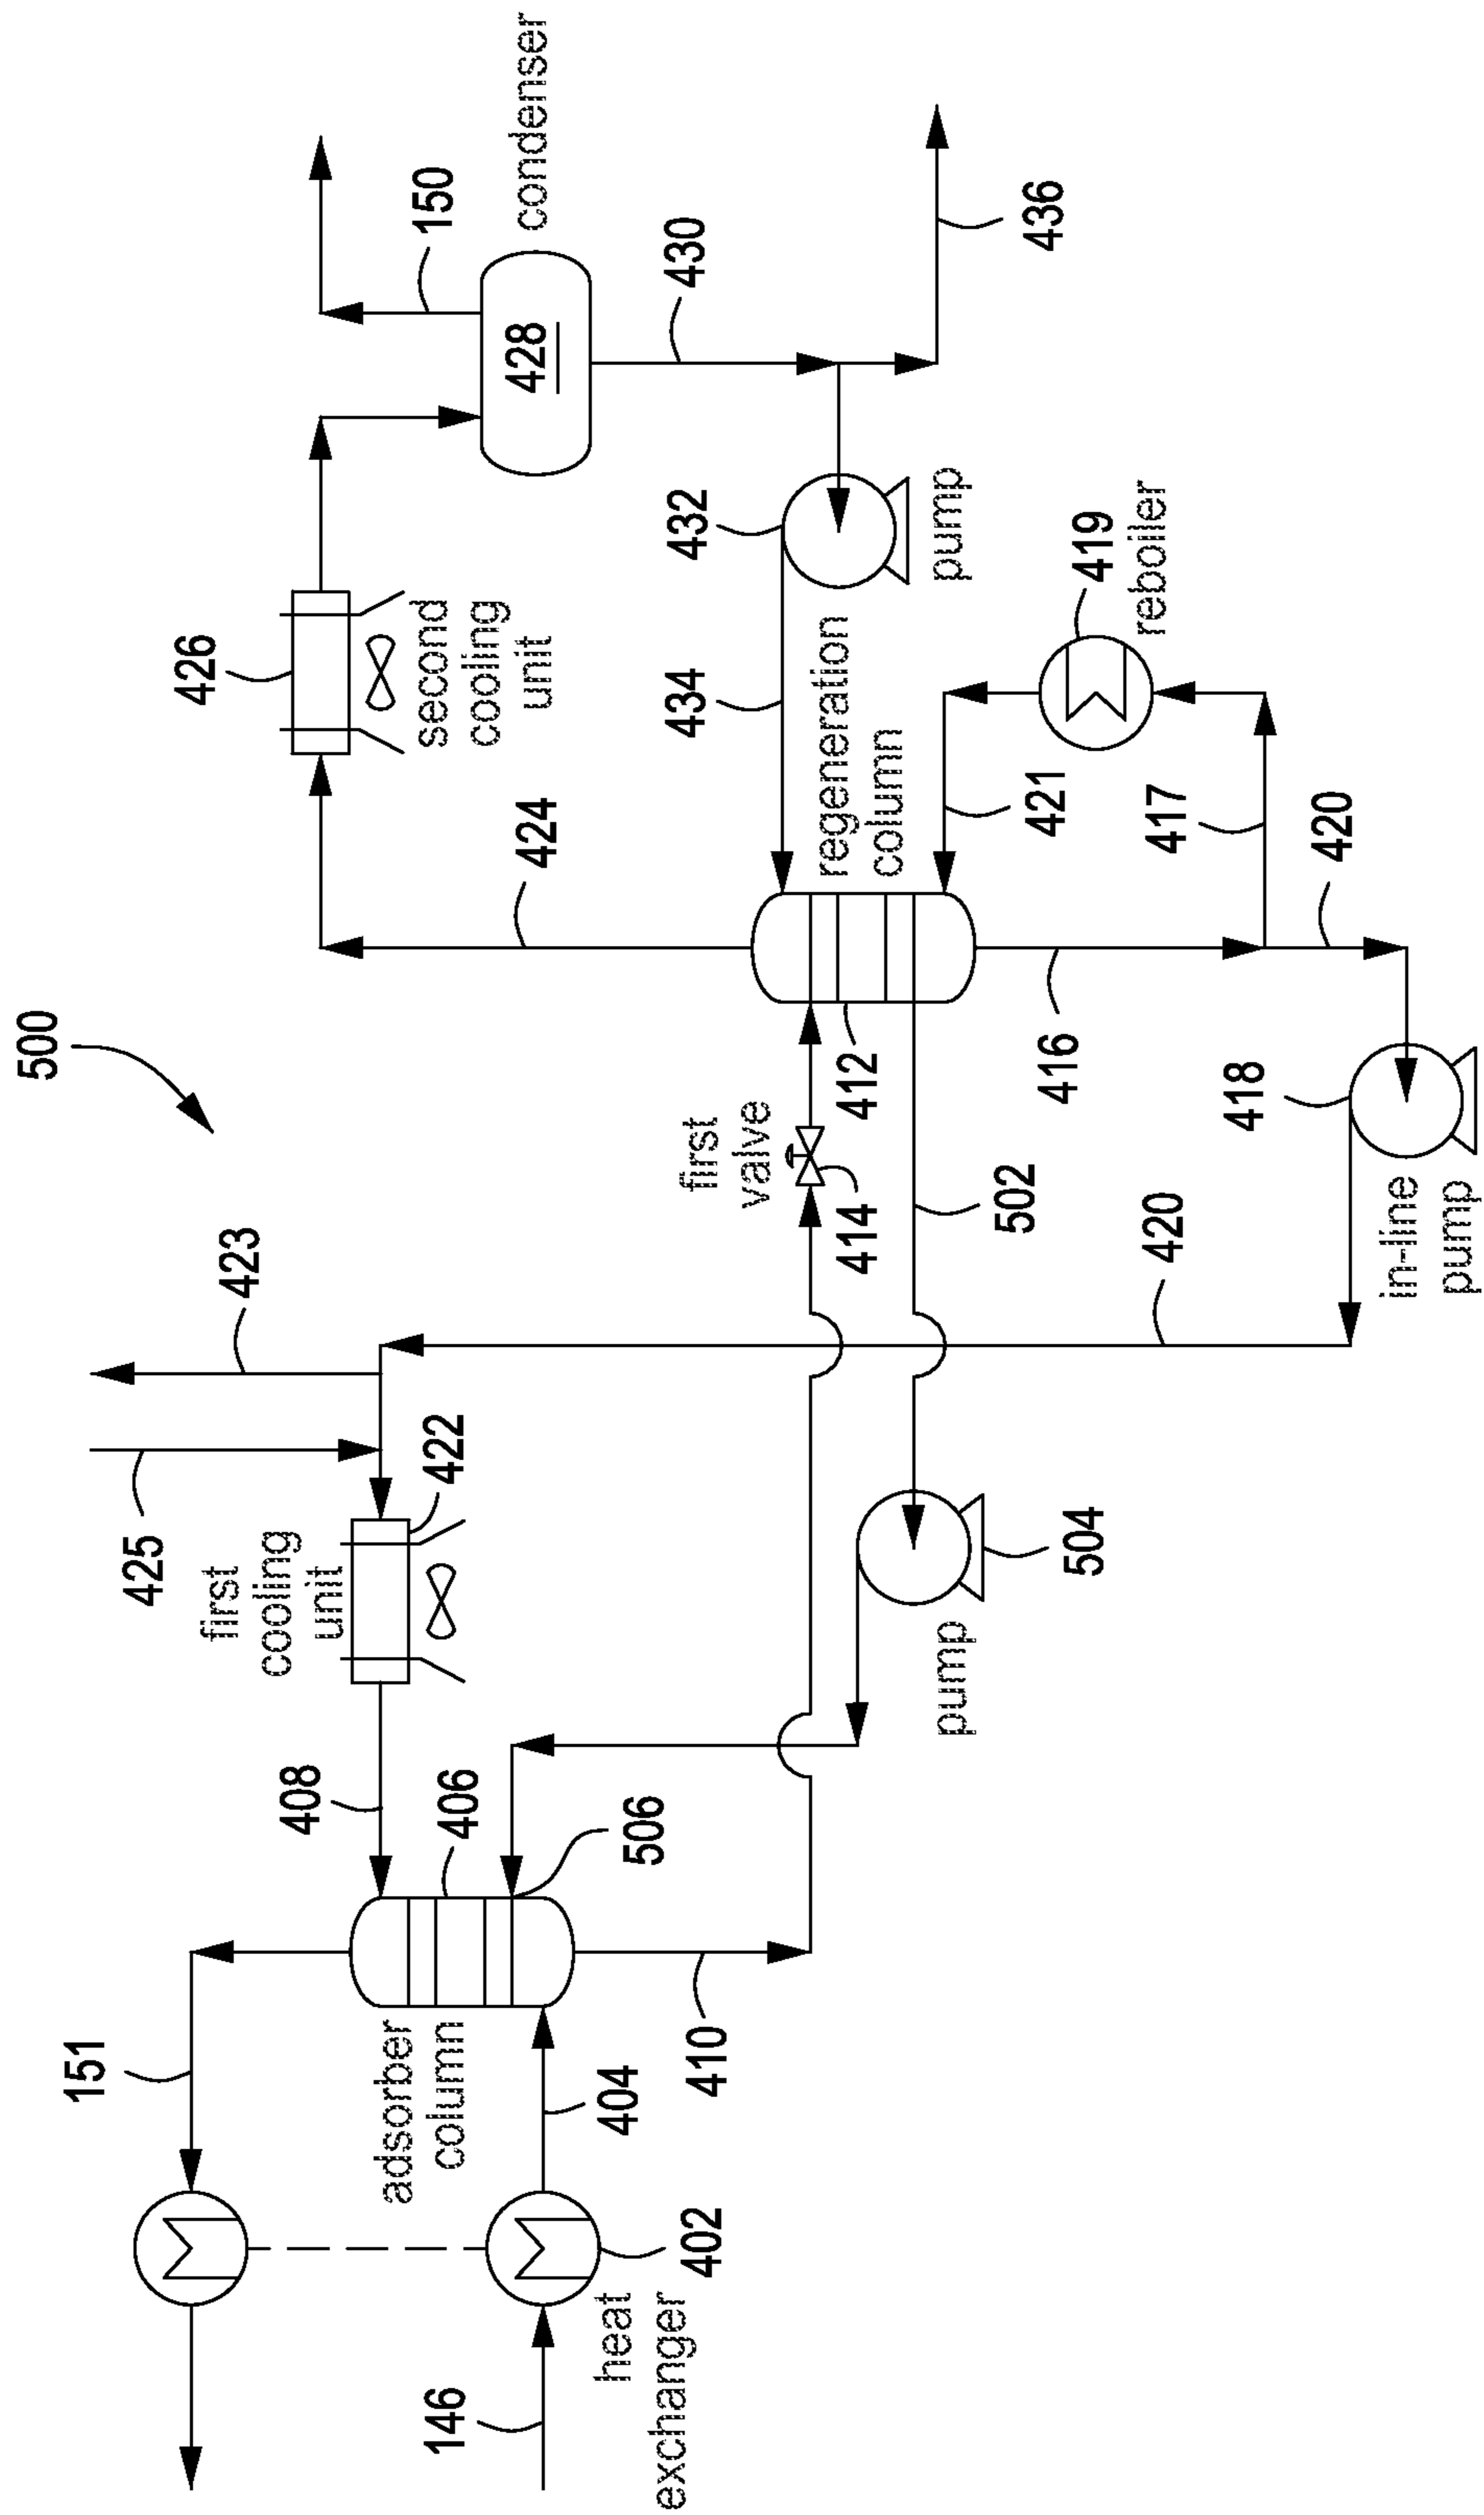 500
151
146
heat
exchanger
402
404
adsorber
column
406
408
410
506
first
cooling
unit
422
425
423
pump
504
502
420
first
valve
414
412
regeneration
column
416
in-line
pump
418
420
417
421
419
reboiler
424
426
second
cooling
unit
434
432
pump
430
428
condenser
150
436